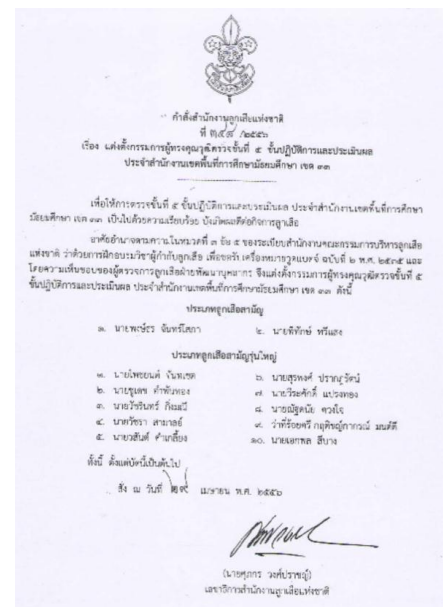 คำสั่งสำนักงานลูกเสือแห่งชาติ
ที่ ๓๔๗ /๒๕๕๖
เรื่อง แต่งตั้งกรรมการผู้ทรงคุณวุฒิตรวจขั้นที่ ๕ ขั้นปฏิบัติการและประเมินผล
ประจำสำนักงานเขตพื้นที่การศึกษามัธยมศึกษา เขต ๓๓
เพื่อให้การตรวจขั้นที่ ๕ ขั้นปฏิบัติการและประเมินผล ประจำสำนักงานเขตพื้นที่การศึกษา
มัธยมศึกษา เขต ๓๓ เป็นไปด้วยความเรียบร้อย บังเกิดผลดีต่อกิจการลูกเสือ
อาศัยอำนาจตามความในหมวดที่ ๓ ข้อ ๕ ของระเบียบสำนักงานคณะกรรมการบริหารลูกเสือ
แห่งชาติ ว่าด้วยการฝึกอบรมวิชาผู้กำกับลูกเสือ เพื่อขอรับ เครื่องหมายวูดแบดจ์ ฉบับที่ ๒ พ.ศ. ๒๕๓๕ และ
โดยความเห็นชอบของผู้ตรวจการลูกเสือฝ่ายพัฒนาบุคลากร จึงแต่งตั้งกรรมการผู้ทรงคุณวุฒิตรวจขั้นที่ ๕
ขั้นปฏิบัติการและประเมินผล ประจำสำนักงานเขตพื้นที่การศึกษามัธยมศึกษา เขต ๓๓ ดังนี้
ประเภทลูกเสือสามัญ
๑. นายพงษ์ธร จันทร์โสภา ๒. นายพิทักษ์ ทรีแสง
ประเภทลูกเสือสามัญรุ่นใหญ่
๑. นายไพชยนต์ จันทเขต ๖. นายสุรพงศ์ ปราณุรัตน์
๒. นายชูเดช คำพันทอง ๗. นายวีระศักดิ์ แปวงทอง
๓. นายวัชรินทร์ กิ่งมณี ๘. นายณัฐดนัย ดวงใจ
๔. นายวัชรา สามาลย์ ๙. ว่าที่ร้อยตรี กฤติชญ์ภากรณ์ มนต์ดี
๕. นายวสันต์ คำเกลี้ยง ๑๐. นายเอกพล สีบาง
ทั้งนี้ ตั้งแต่บัดนี้เป็นต้นไป
สั่ง ณ วันที่ ๒๙ เมษายน พ.ศ. ๒๕๕๖
(นายศุภกร วงศ์ปราชญ์)
เลขาธิการสำนักงานลูกเสือแห่งชาติ